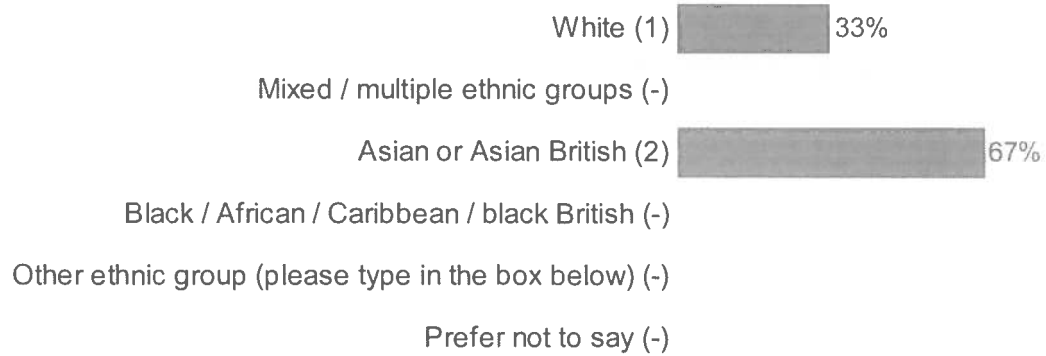 White (1) 33%
Mixed / multiple ethnic groups (-)
Asian or Asian British (2) 67%
Black / African / Caribbean / black British (-)
Other ethnic group (please type in the box below) (-)
Prefer not to say (-)